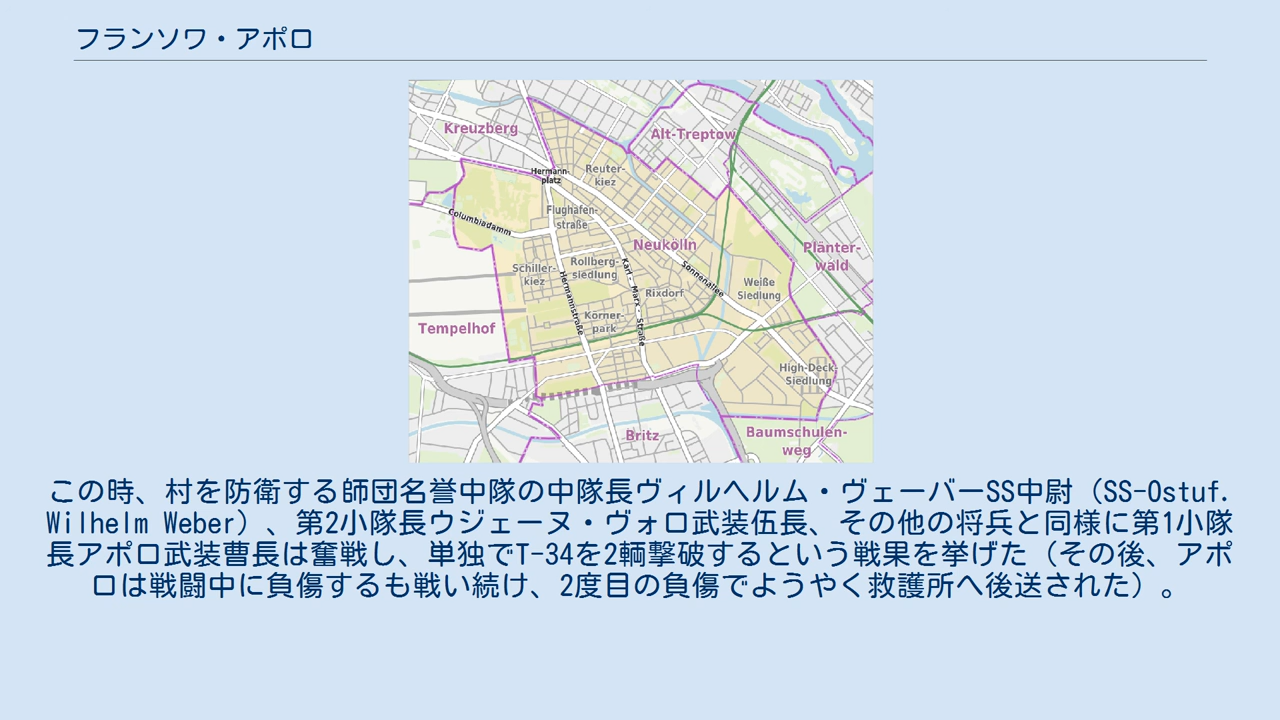 フランソワ・アポロ
Kreuzberg
Alt-Treptow
Hermann-
platz
Reuter-
kiez
Columbiadamm
Flughafen-
straße
Neukölln
Plänter-
wald
Schiller-
kiez
Rollberg-
siedlung
Karl-Marx-Straße
Sonnenallee
Hermannstraße
Rixdorf
Weiße
Siedlung
Körner-
park
Tempelhof
High-Deck-
Siedlung
Britz
Baumschulen-
weg
この時、村を防衛する師団名誉中隊の中隊長ヴィルヘルム・ヴェーバーSS中尉（SS-Ostuf.
Wilhelm Weber）、第2小隊長ウジェーヌ・ヴォロ武装伍長、その他の将兵と同様に第1小隊
長アポロ武装曹長は奮戦し、単独でT-34を2輌撃破するという戦果を挙げた（その後、アポ
ロは戦闘中に負傷するも戦い続け、2度目の負傷でようやく救護所へ後送された）。